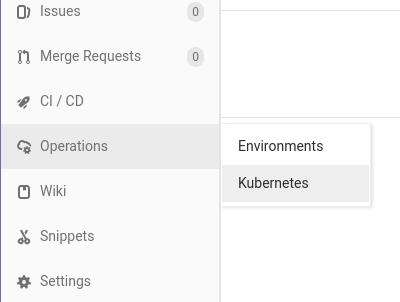 Issues 0
Merge Requests 0
CI / CD
Operations
Environments
Kubernetes
Wiki
Snippets
Settings